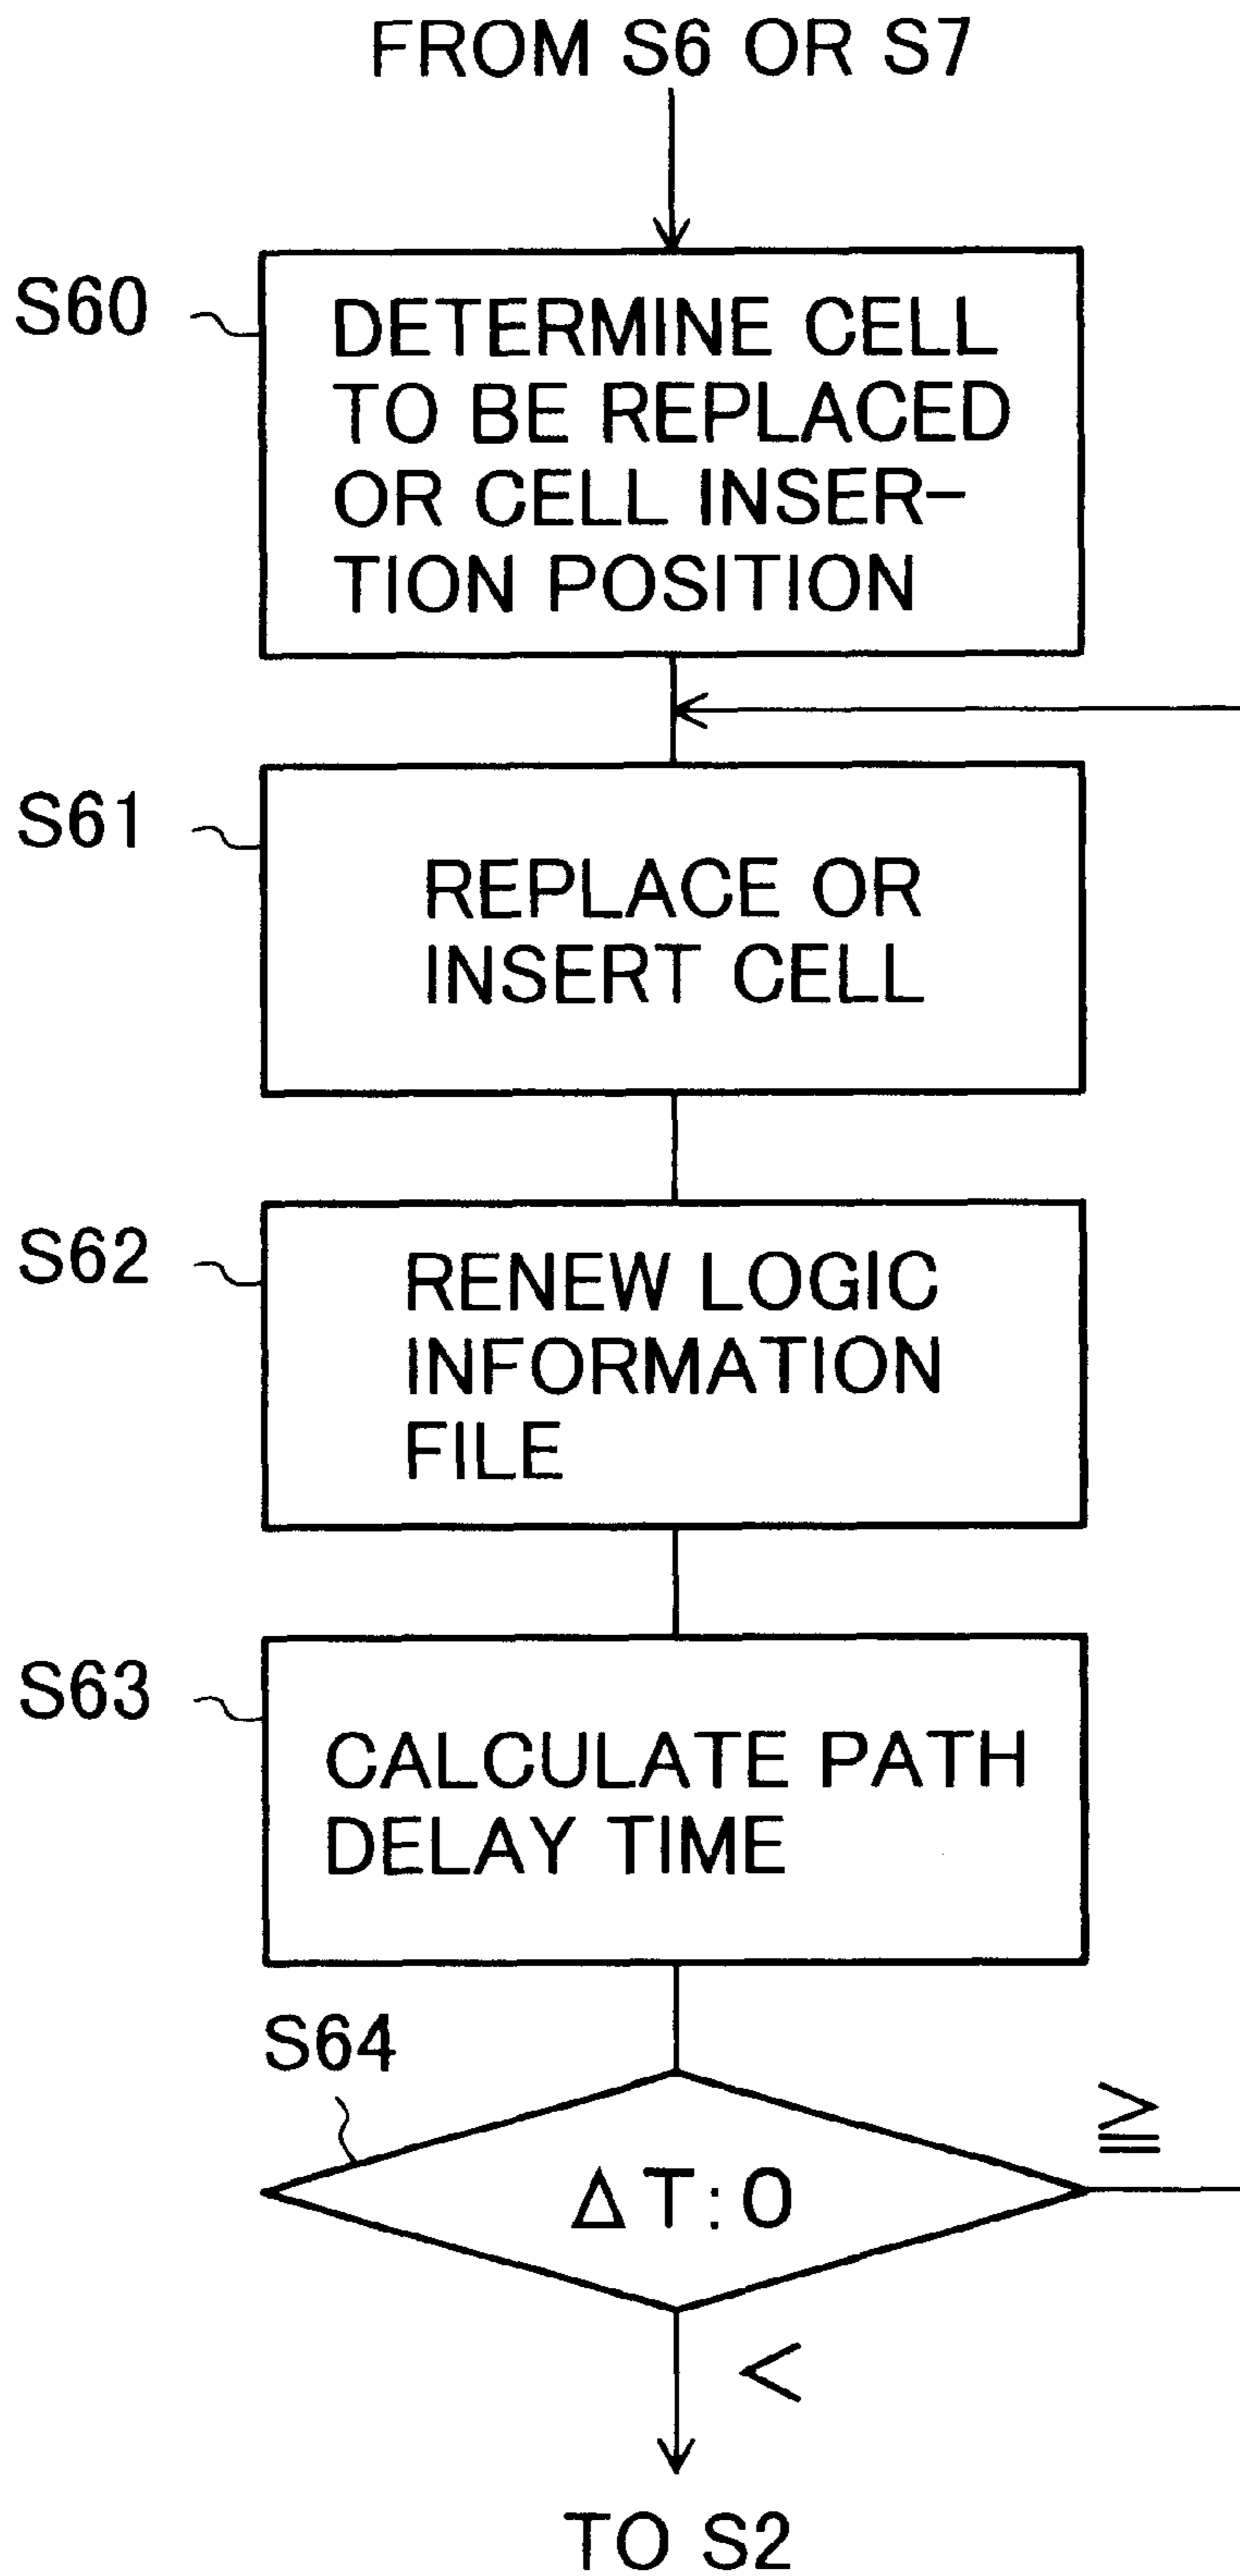 FROM S6 OR S7
S60
DETERMINE CELL
TO BE REPLACED
OR CELL INSER-
TION POSITION
S61
REPLACE OR
INSERT CELL
S62
RENEW LOGIC
INFORMATION
FILE
S63
CALCULATE PATH
DELAY TIME
S64
≧
ΔT:0
<
TO S2